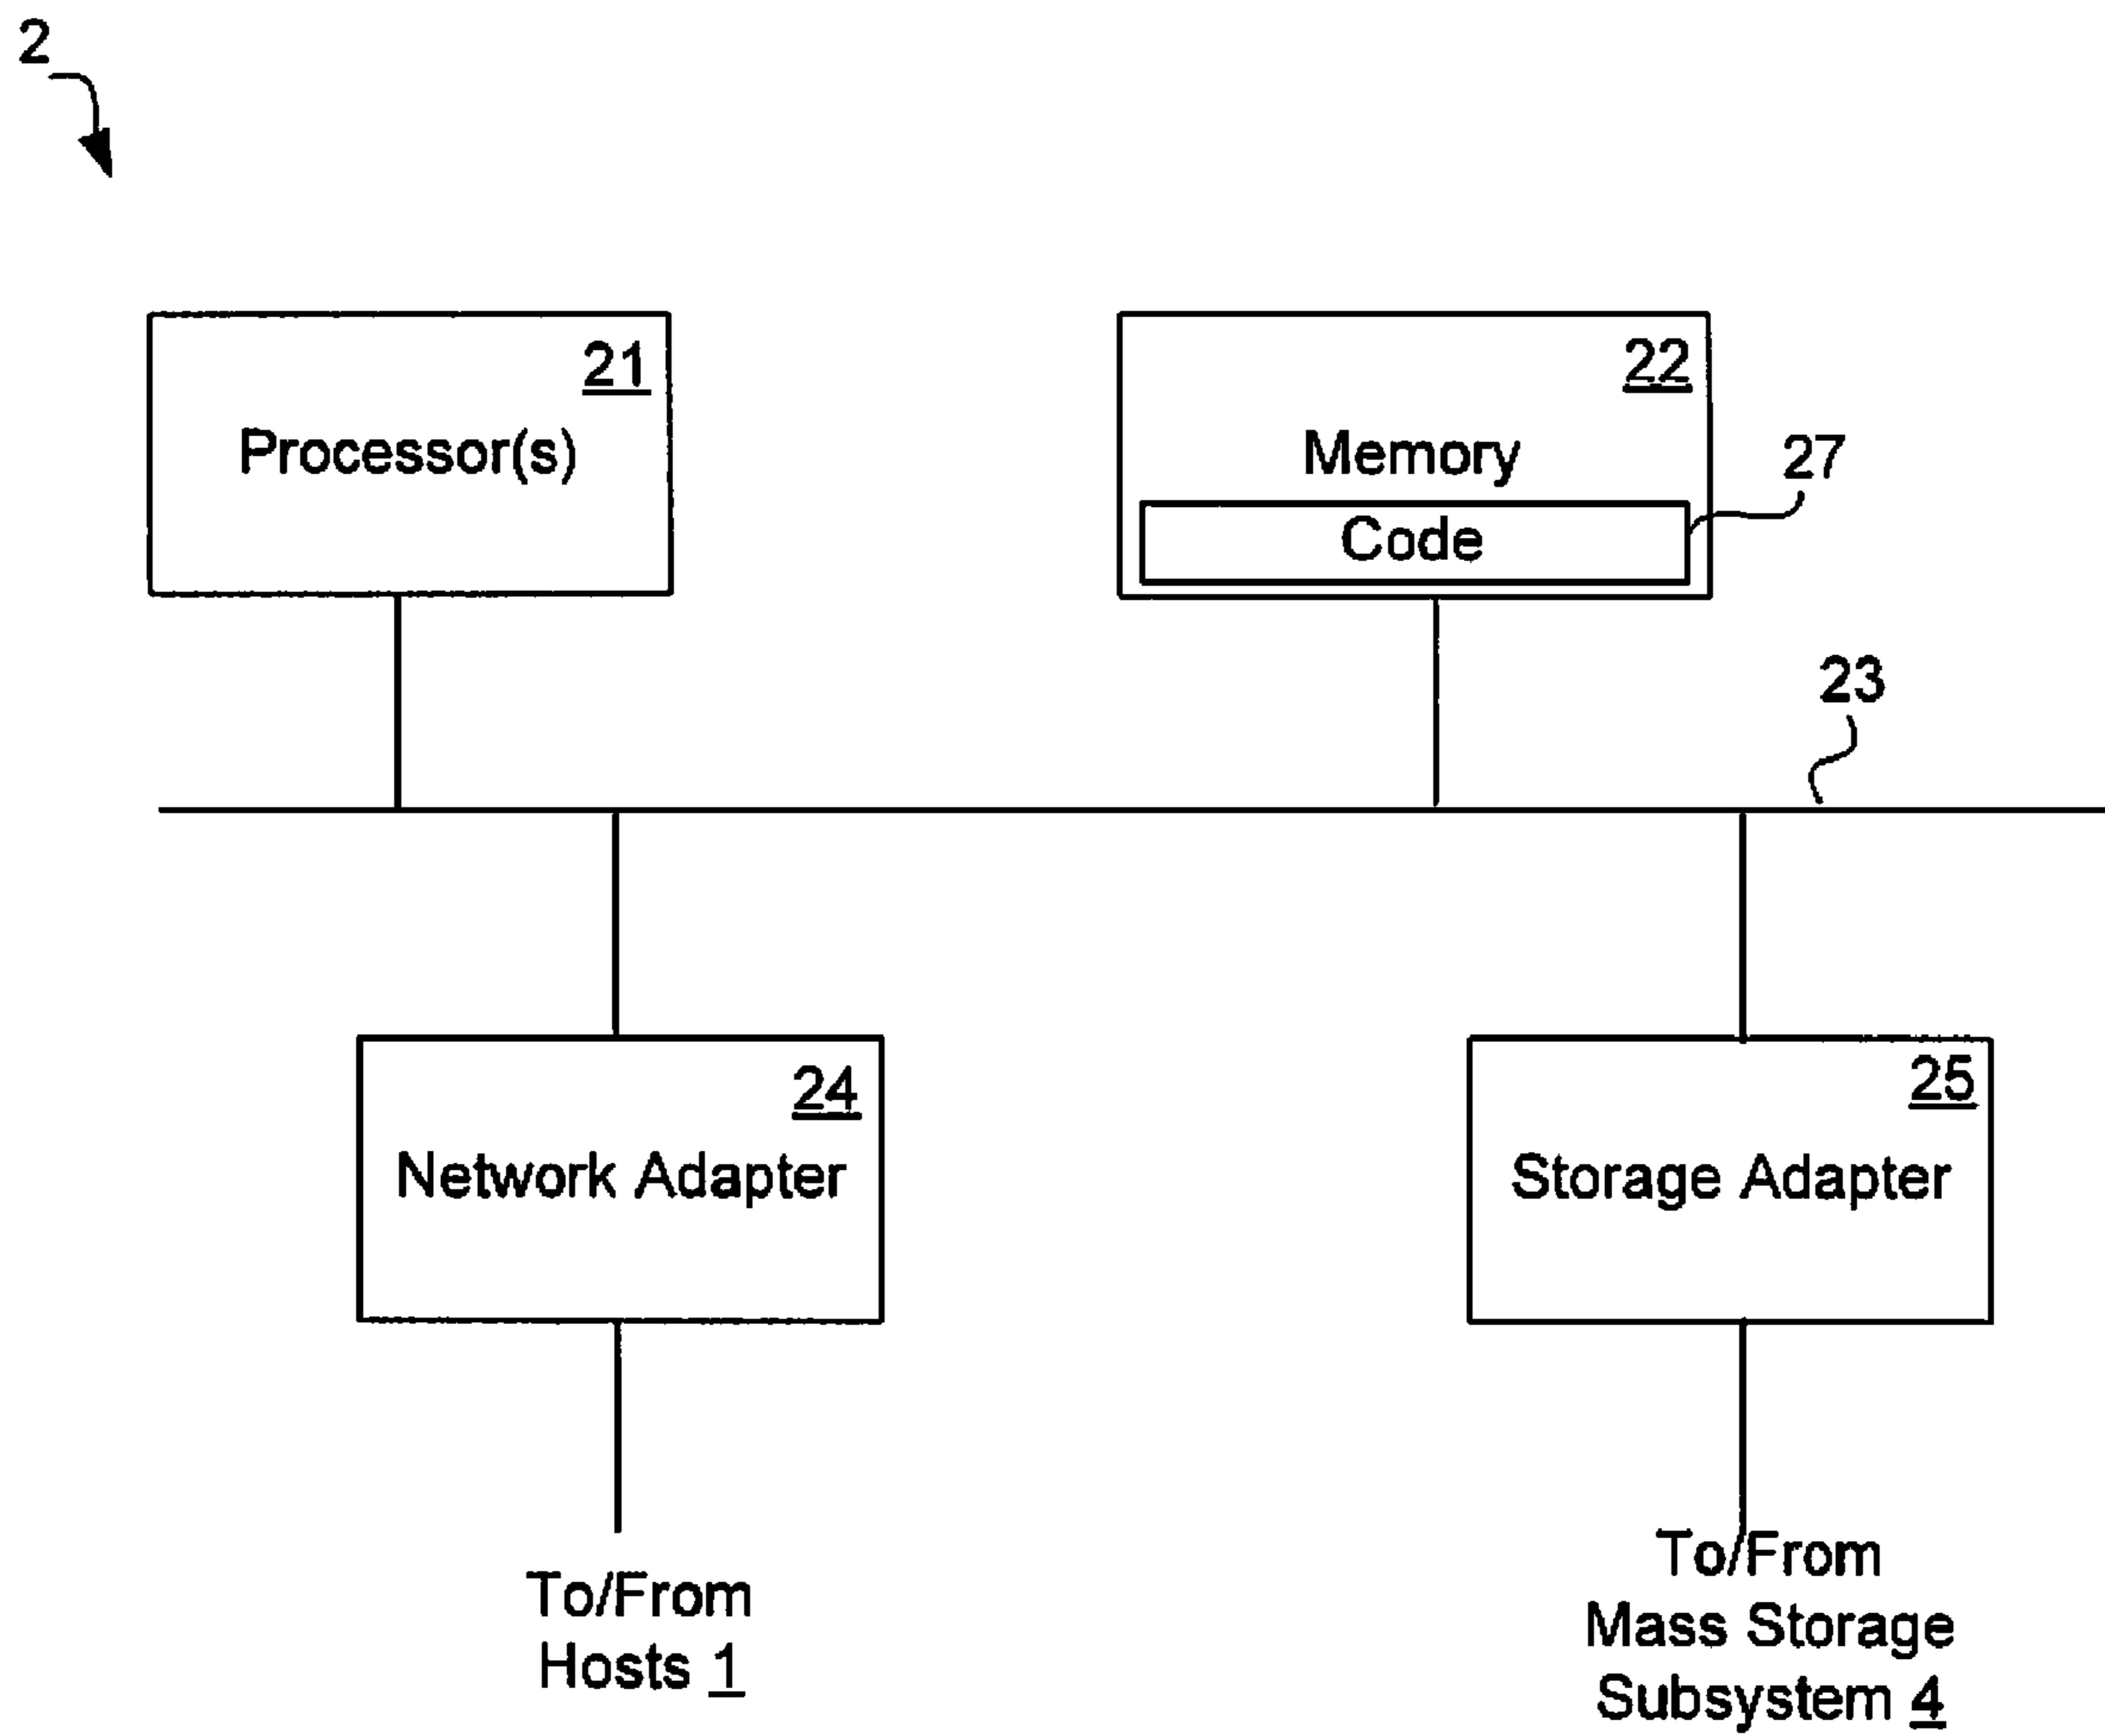 2
21
Processor(s)
22
Memory
27
Code
23
24
Network Adapter
25
Storage Adapter
To/From
Hosts 1
To/From
Mass Storage
Subsystem 4